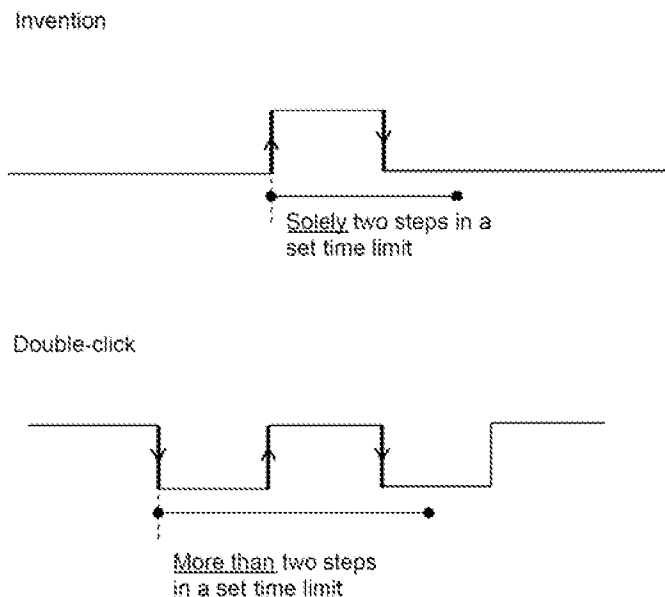 Invention
Solely two steps in a
set time limit
Double-click
More than two steps
in a set time limit